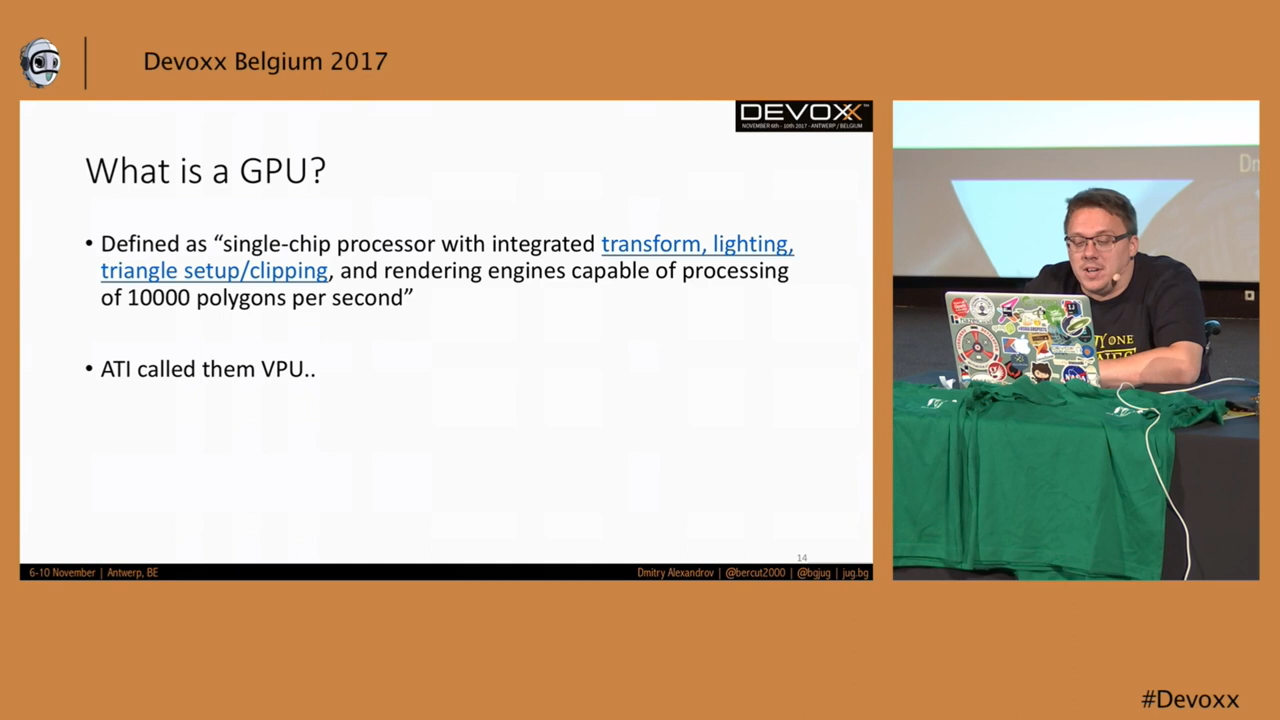 Devoxx Belgium 2017
DEVOXX™
NOVEMBER 6th - 10th 2017 - ANTWERP / BELGIUM
What is a GPU?
• Defined as “single-chip processor with integrated transform, lighting,
triangle setup/clipping, and rendering engines capable of processing
of 10000 polygons per second”
• ATI called them VPU..
14
6-10 November | Antwerp, BE
Dmitry Alexandrov | @bercut2000 | @bgjug | jug.bg
#Devoxx